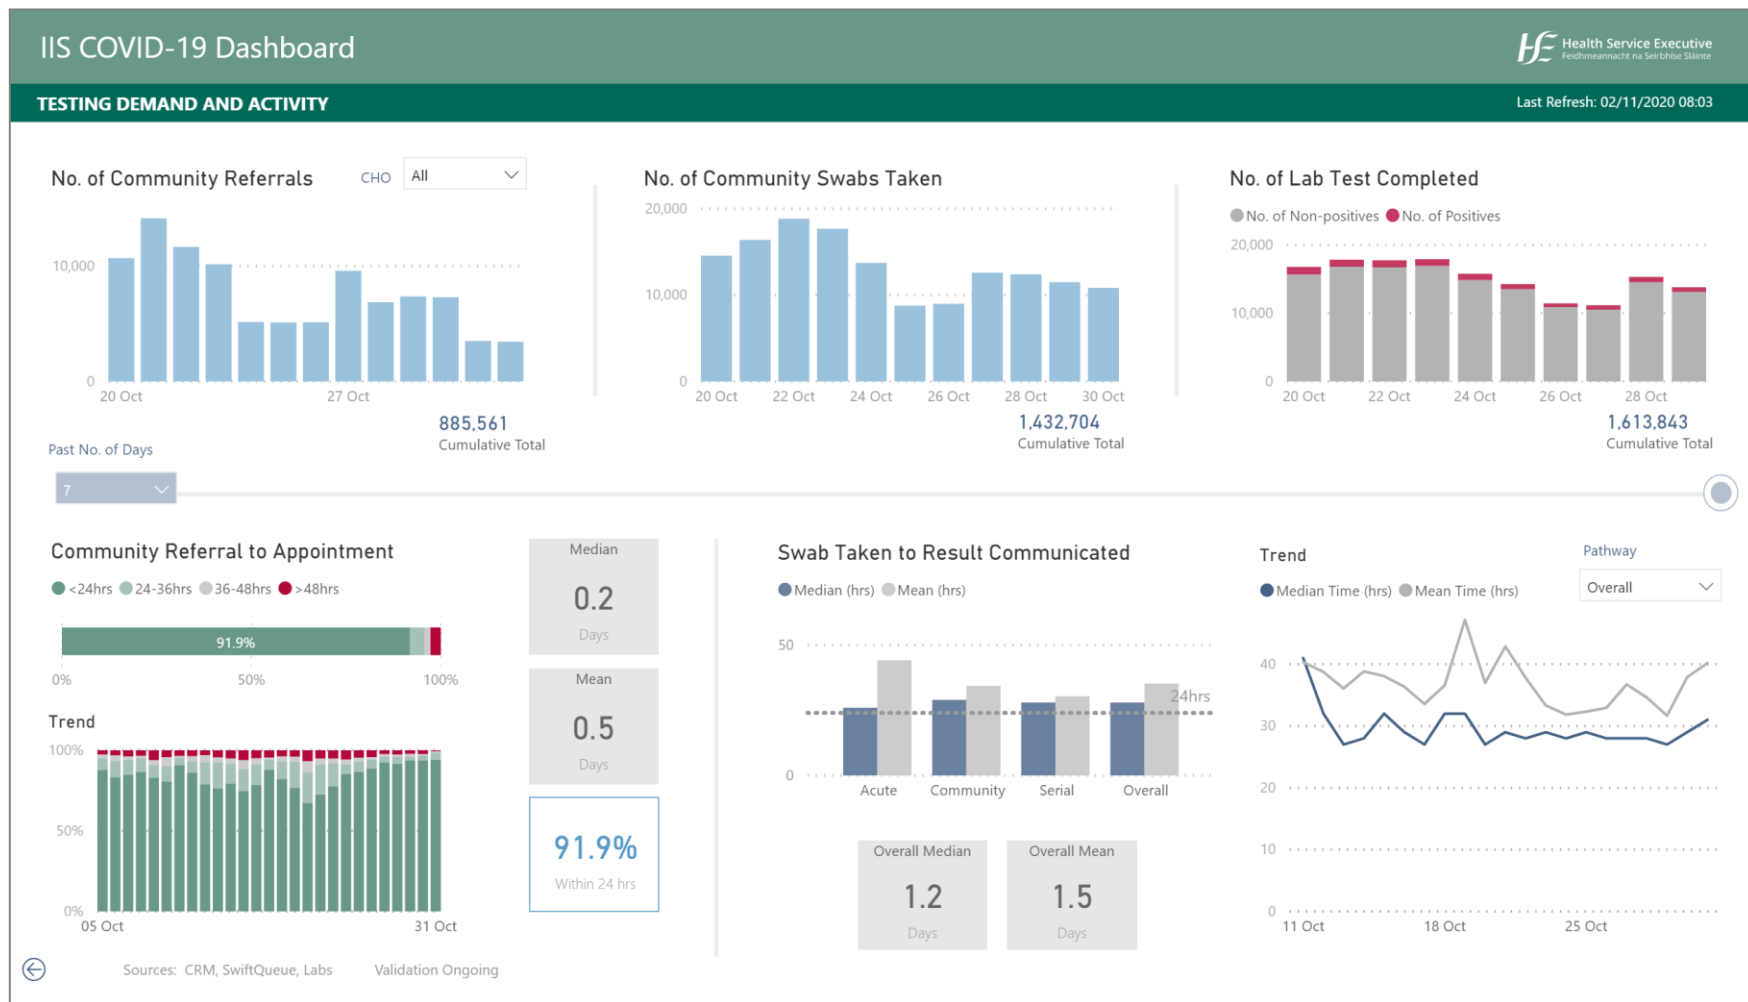 IIS COVID-19 Dashboard
Health Service Executive
Feidhmeannacht na Seirbhíse Sláinte
TESTING DEMAND AND ACTIVITY
Last Refresh: 02/11/2020 08:03
No. of Community Referrals
CHO
All
10,000
0
20 Oct
27 Oct
885,561
Cumulative Total
No. of Community Swabs Taken
20,000
10,000
0
20 Oct
22 Oct
24 Oct
26 Oct
28 Oct
30 Oct
1,432,704
Cumulative Total
No. of Lab Test Completed
No. of Non-positives
No. of Positives
20,000
10,000
0
20 Oct
22 Oct
24 Oct
26 Oct
28 Oct
1,613,843
Cumulative Total
Past No. of Days
7
Community Referral to Appointment
<24hrs
24-36hrs
36-48hrs
>48hrs
91.9%
0%
50%
100%
Trend
100%
50%
0%
05 Oct
31 Oct
Median
0.2
Days
Mean
0.5
Days
91.9%
Within 24 hrs
Swab Taken to Result Communicated
Median (hrs)
Mean (hrs)
50
24hrs
0
Acute
Community
Serial
Overall
Overall Median
1.2
Days
Overall Mean
1.5
Days
Trend
Pathway
Overall
Median Time (hrs)
Mean Time (hrs)
40
30
20
10
0
11 Oct
18 Oct
25 Oct
Sources: CRM, SwiftQueue, Labs
Validation Ongoing